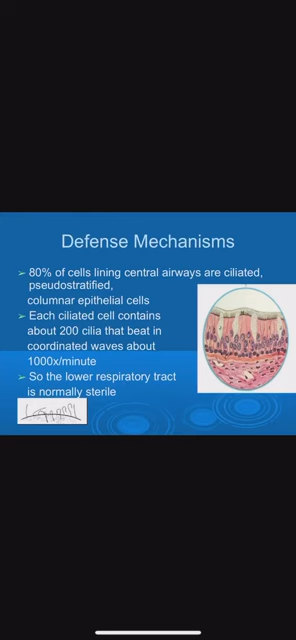 Defense Mechanisms
➢ 80% of cells lining central airways are ciliated,
pseudostratified,
columnar epithelial cells
➢ Each ciliated cell contains
about 200 cilia that beat in
coordinated waves about
1000x/minute
➢ So the lower respiratory tract
is normally sterile